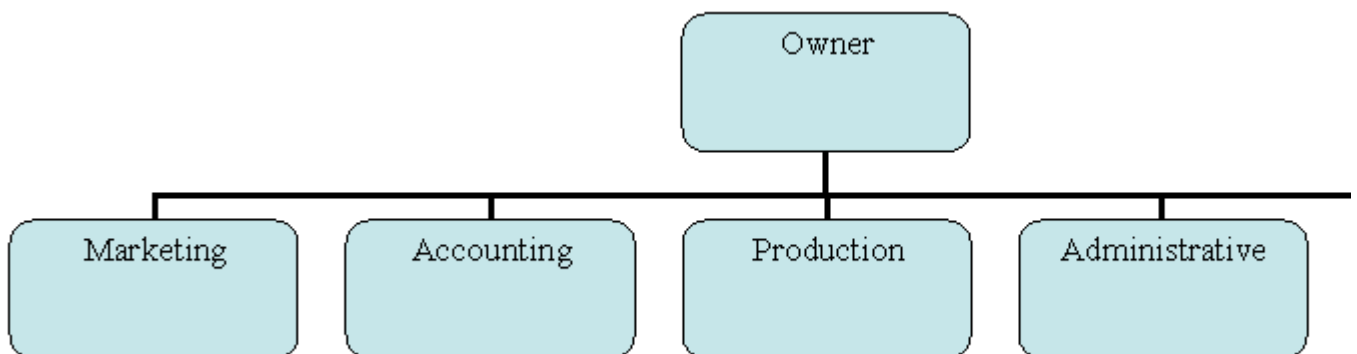 Owner
Marketing
Accounting
Production
Administrative